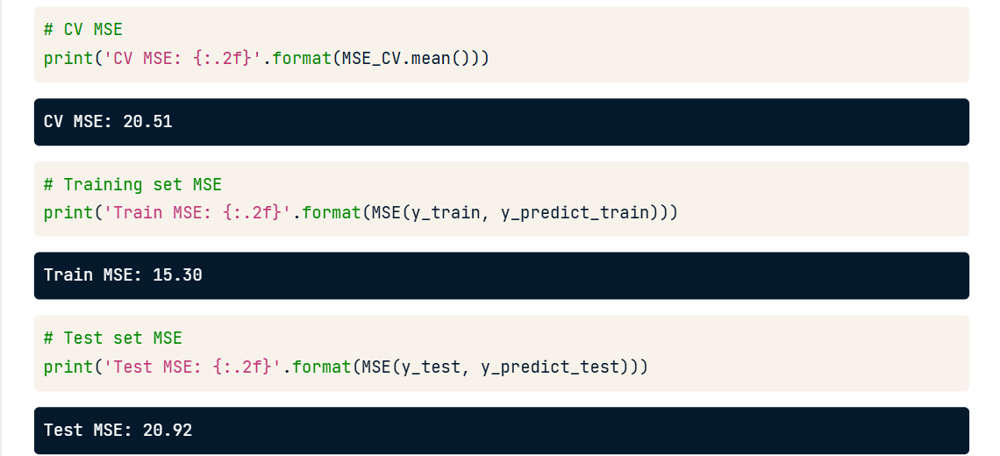 # CV MSE
print('CV MSE: {:.2f}'.format(MSE_CV.mean()))
CV MSE: 20.51
# Training set MSE
print('Train MSE: {:.2f}'.format(MSE(y_train, y_predict_train)))
Train MSE: 15.30
# Test set MSE
print('Test MSE: {:.2f}'.format(MSE(y_test, y_predict_test)))
Test MSE: 20.92